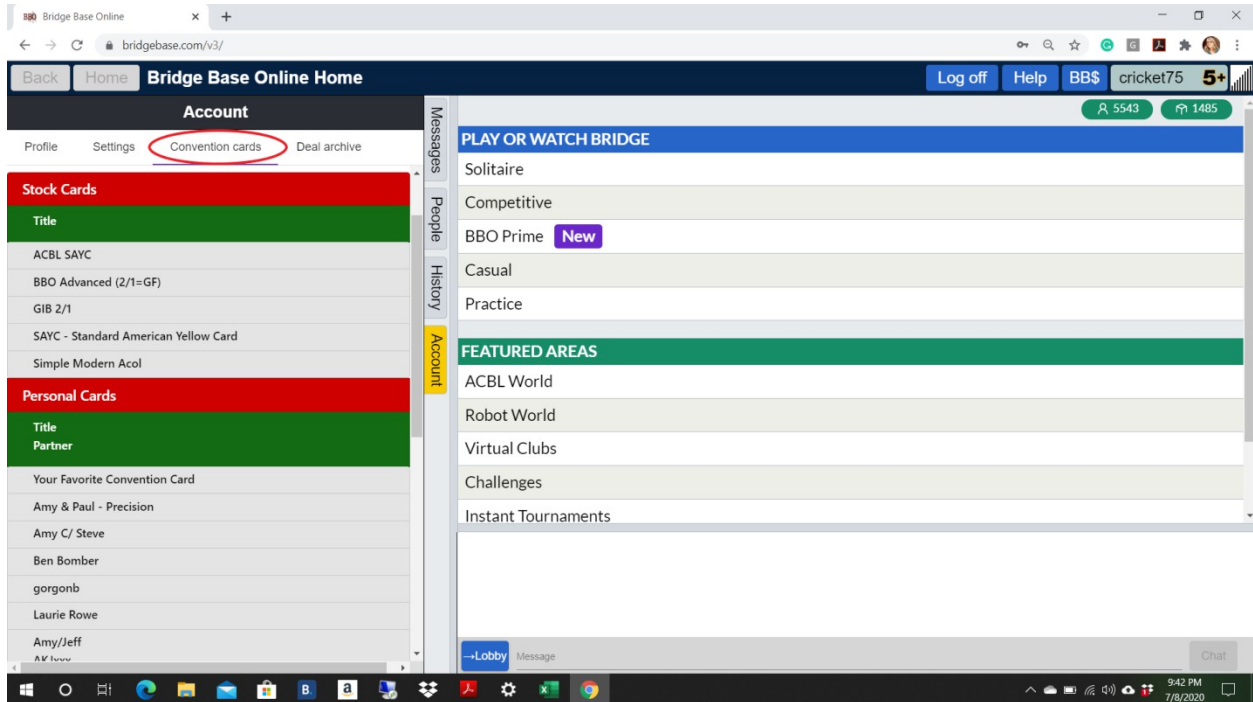 BBO Bridge Base Online
bridgebase.com/v3/
Back Home Bridge Base Online Home Log off Help BB$ cricket75 5+
Account
Profile Settings Convention cards Deal archive
Stock Cards
Title
ACBL SAYC
BBO Advanced (2/1=GF)
GIB 2/1
SAYC - Standard American Yellow Card
Simple Modern Acol
Personal Cards
Title
Partner
Your Favorite Convention Card
Amy & Paul - Precision
Amy C/ Steve
Ben Bomber
gorgonb
Laurie Rowe
Amy/Jeff
Messages
People
History
Account
5543 1485
PLAY OR WATCH BRIDGE
Solitaire
Competitive
BBO Prime New
Casual
Practice
FEATURED AREAS
ACBL World
Robot World
Virtual Clubs
Challenges
Instant Tournaments
→Lobby Message Chat
B. a
9:42 PM
7/8/2020